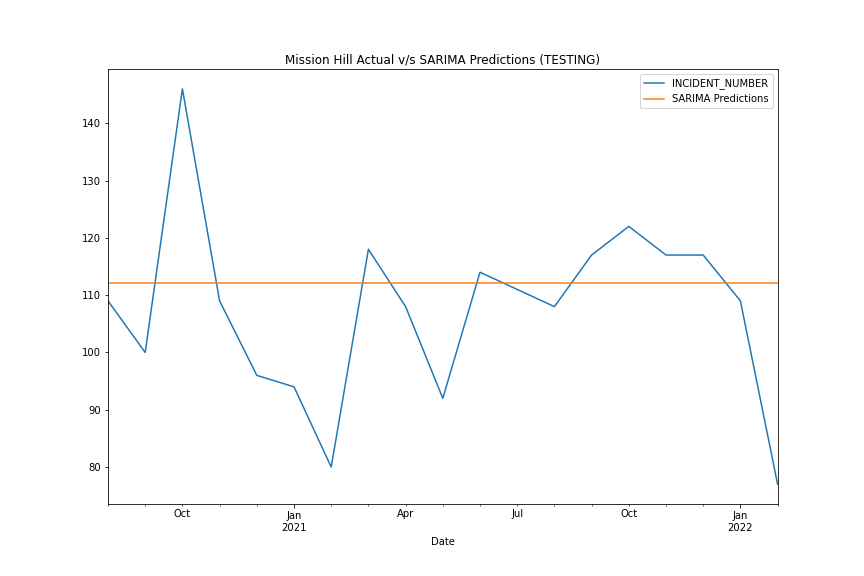 Mission Hill Actual v/s SARIMA Predictions (TESTING)
INCIDENT_NUMBER
SARIMA Predictions
140
130
120
110
100
90
80
Oct
Jan
2021
Apr
Jul
Oct
Jan
2022
Date